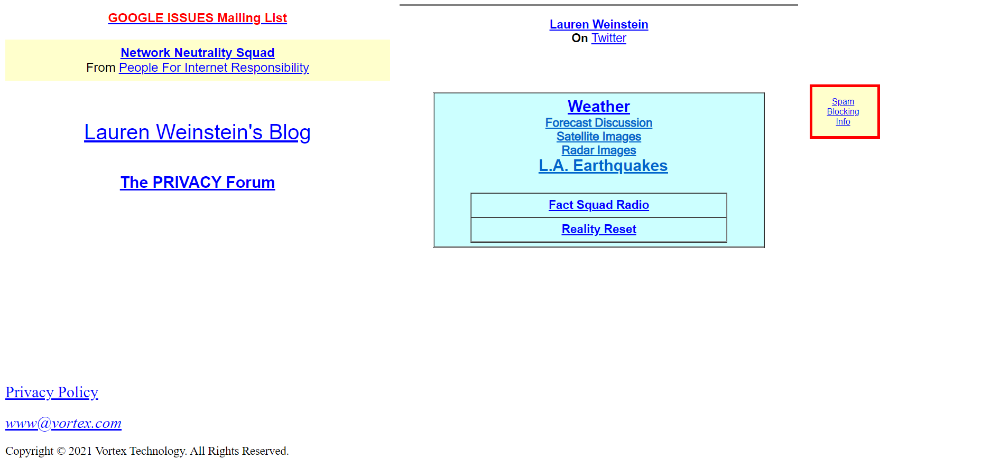 GOOGLE ISSUES Mailing List
Network Neutrality Squad
From People For Internet Responsibility
Lauren Weinstein's Blog
The PRIVACY Forum
Lauren Weinstein
On Twitter
Weather
Forecast Discussion
Satellite Images
Radar Images
L.A. Earthquakes
Fact Squad Radio
Reality Reset
Spam
Blocking
Info
Privacy Policy
www@vortex.com
Copyright © 2021 Vortex Technology. All Rights Reserved.